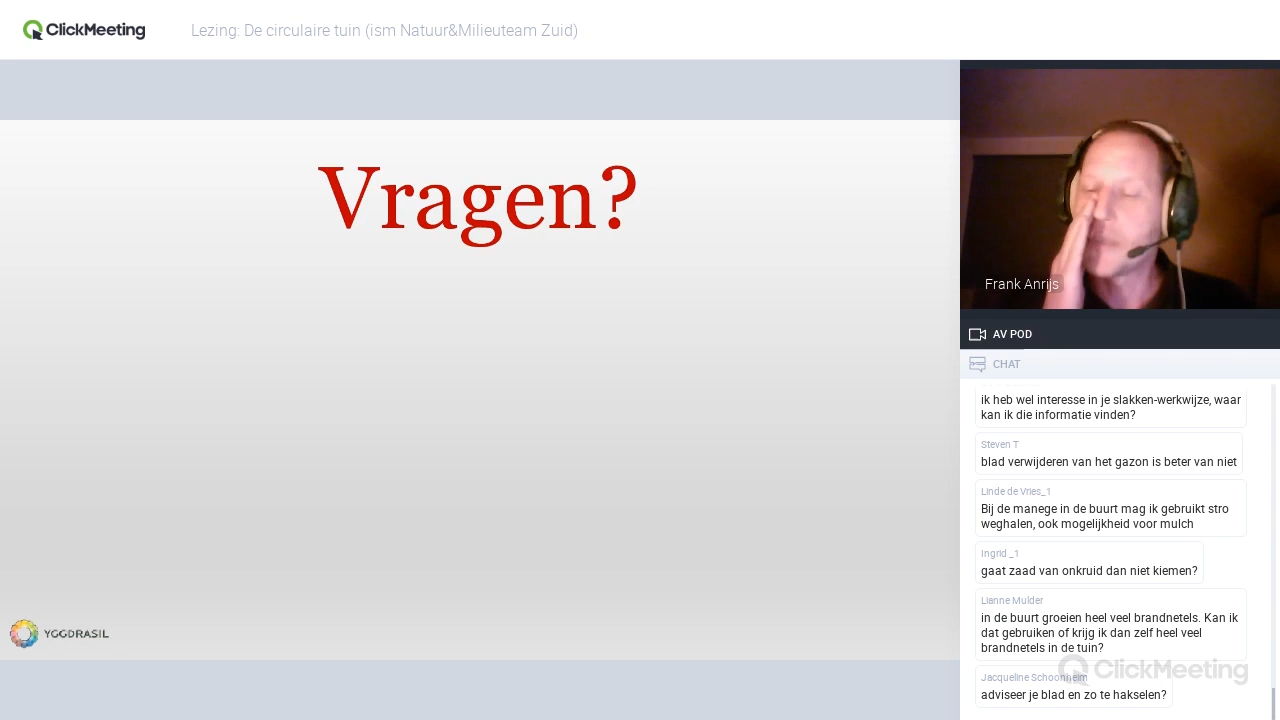 ClickMeeting
Lezing: De circulaire tuin (ism Natuur&Milieuteam Zuid)
Vragen?
YGGDRASIL
Frank Anrijs
AV POD
CHAT
ik heb wel interesse in je slakken-werkwijze, waar
kan ik die informatie vinden?
Steven T
blad verwijderen van het gazon is beter van niet
Linde de Vries_1
Bij de manege in de buurt mag ik gebruikt stro
weghalen, ook mogelijkheid voor mulch
Ingrid _1
gaat zaad van onkruid dan niet kiemen?
Lianne Mulder
in de buurt groeien heel veel brandnetels. Kan ik
dat gebruiken of krijg ik dan zelf heel veel
brandnetels in de tuin?
ClickMeeting
Jacqueline Schoonheim
adviseer je blad en zo te hakselen?